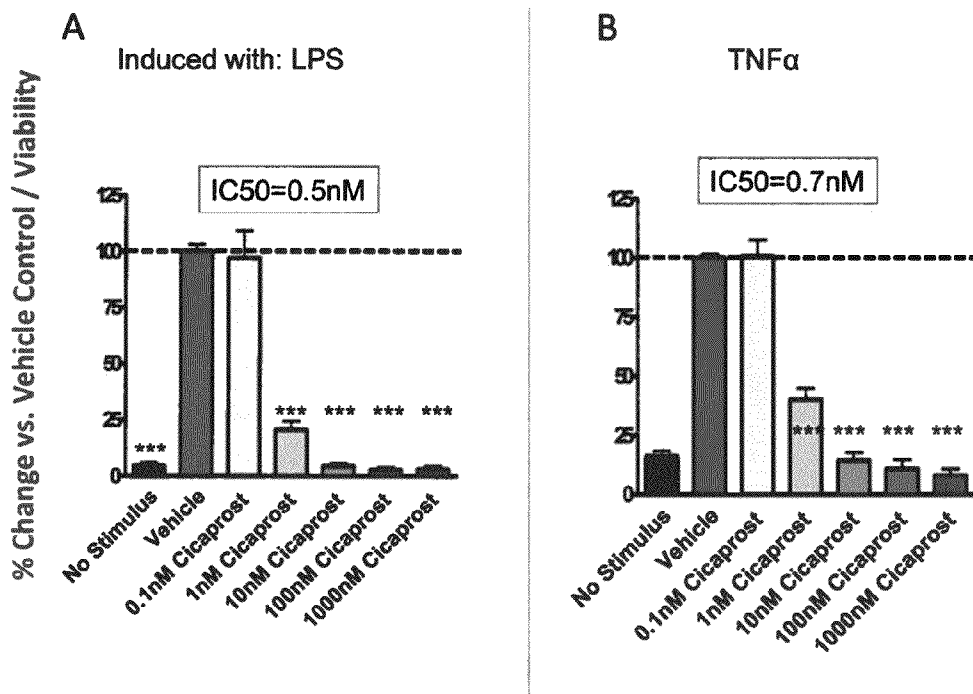 A
Induced with: LPS
% Change vs. Vehicle Control / Viability
IC50=0.5nM
125
100
75
50
25
0
***
***
***
***
***
No Stimulus
Vehicle
0.1nM Cicaprost
1nM Cicaprost
10nM Cicaprost
100nM Cicaprost
1000nM Cicaprost
B
TNFα
IC50=0.7nM
125
100
75
50
25
0
***
***
***
***
No Stimulus
Vehicle
0.1nM Cicaprost
1nM Cicaprost
10nM Cicaprost
100nM Cicaprost
1000nM Cicaprost